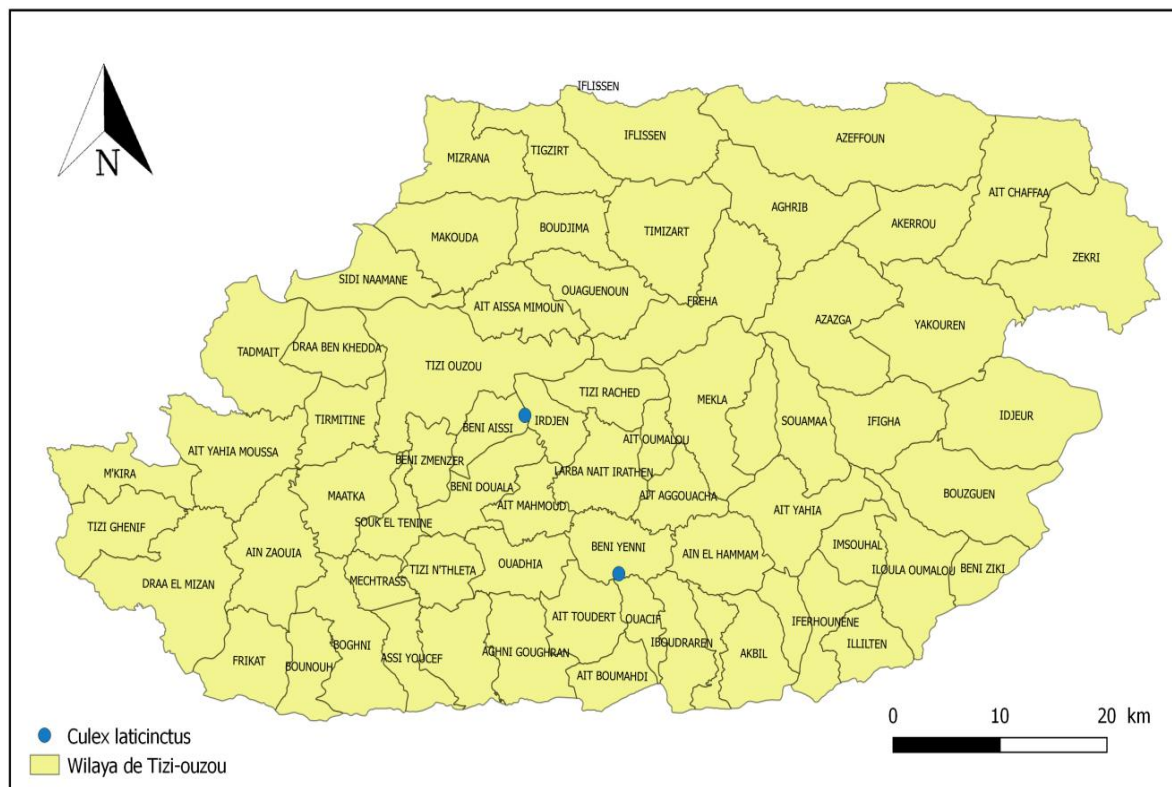 IFLISSEN
N
MIZRANA
TIGZIRT
IFLISSEN
AZEFFOUN
AIT CHAFFAA
AGHRIB
AKERROU
MAKOUDA
BOUDJIMA
TIMIZART
ZEKRI
SIDI NAAMANE
AIT AISSA MIMOUN
OUAGUENOUN
FREHA
AZAZGA
YAKOUREN
TADMAIT
DRAA BEN KHEDDA
TIZI OUZOU
TIZI RACHED
MEKLA
SOUAMAA
IFIGHA
IDJEUR
TIRMITINE
BENI AISSI
IRDJEN
AIT OUMALOU
AIT YAHIA MOUSSA
BENI ZMENZER
LARBA NAIT IRATHEN
M'KIRA
MAATKA
BENI DOUALA
AIT MAHMOUD
AIT AGGOUACHA
BOUZGUEN
TIZI GHENIF
SOUK EL TENINE
AIT YAHIA
AIN ZAOUIA
BENI YENNI
AIN EL HAMMAM
IMSOUHAL
DRAA EL MIZAN
MECHTRASS
TIZI N'THLETA
OUADHIA
ILOULA OUMALOU
BENI ZIKI
AIT TOUDERT
OUACIF
IFERHOUNENE
BOGHNI
IBOUDRAREN
ILLILTEN
FRIKAT
BOUNOUH
ASSI YOUCEF
AGHNI GOUGHRAN
AKBIL
AIT BOUMAHDI
0 10 20 km
Culex laticinctus
Wilaya de Tizi-ouzou